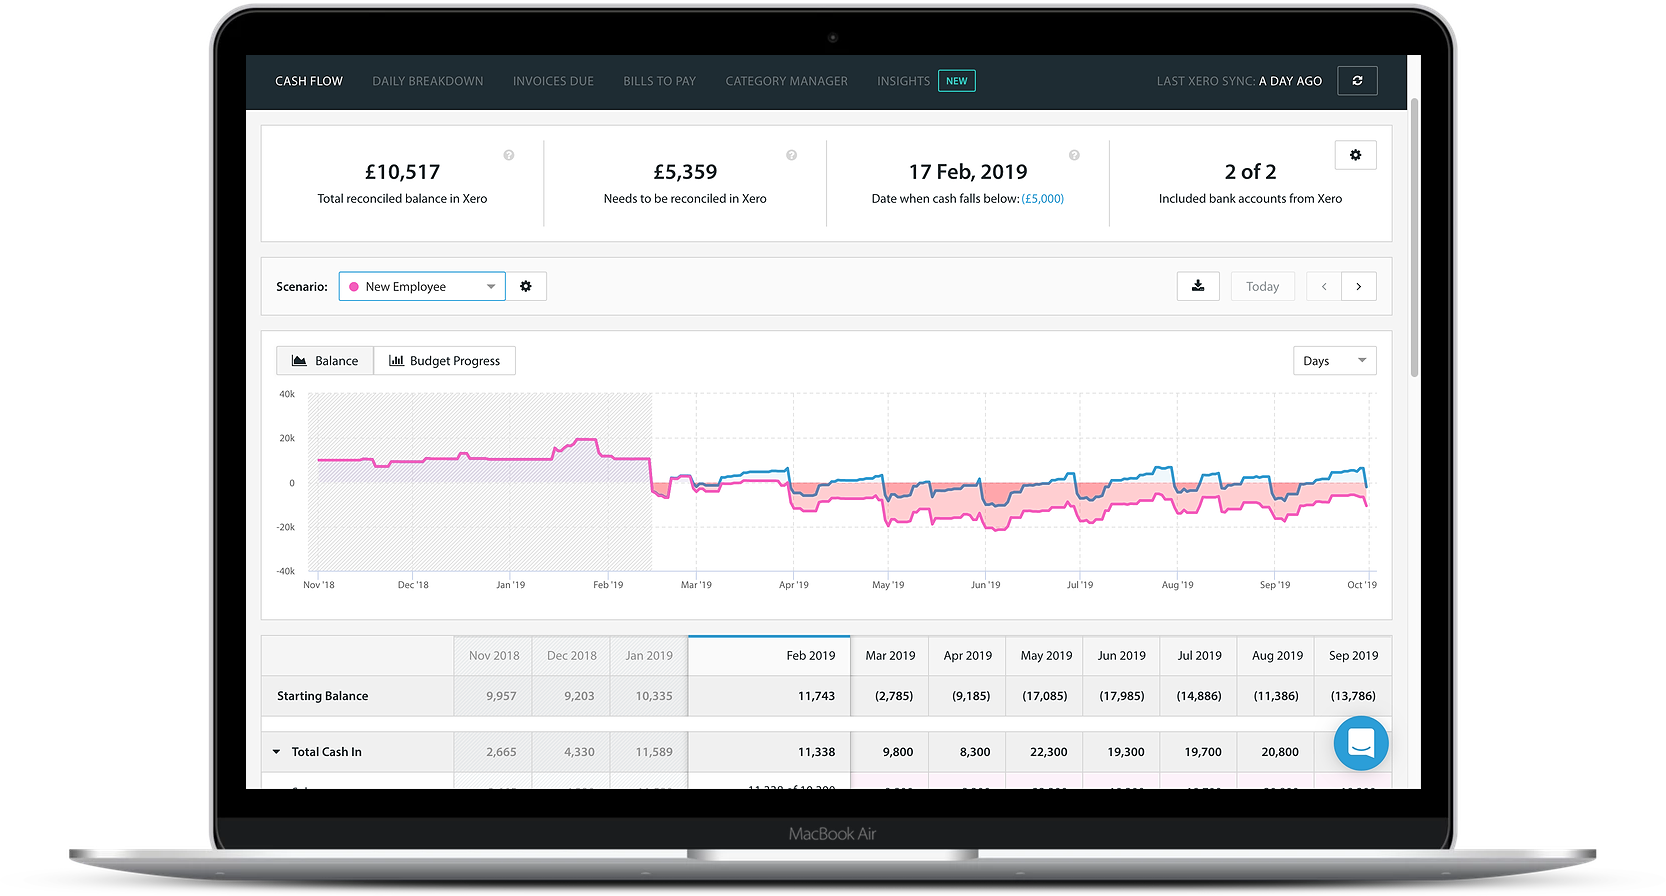 CASH FLOW DAILY BREAKDOWN INVOICES DUE BILLS TO PAY CATEGORY MANAGER INSIGHTS NEW LAST XERO SYNC: A DAY AGO
£10,517 £5,359 17 Feb, 2019 2 of 2
Total reconciled balance in Xero Needs to be reconciled in Xero Date when cash falls below: (£5,000) Included bank accounts from Xero
Scenario: New Employee Today
Balance Budget Progress Days
40k
20k
0
-20k
-40k
Nov '18 Dec '18 Jan '19 Feb '19 Mar '19 Apr '19 May '19 Jun '19 Jul '19 Aug '19 Sep '19 Oct '19
Nov 2018 Dec 2018 Jan 2019 Feb 2019 Mar 2019 Apr 2019 May 2019 Jun 2019 Jul 2019 Aug 2019 Sep 2019
Starting Balance 9,957 9,203 10,335 11,743 (2,785) (9,185) (17,085) (17,985) (14,886) (11,386) (13,786)
Total Cash In 2,665 4,330 11,589 11,338 9,800 8,300 22,300 19,300 19,700 20,800
MacBook Air